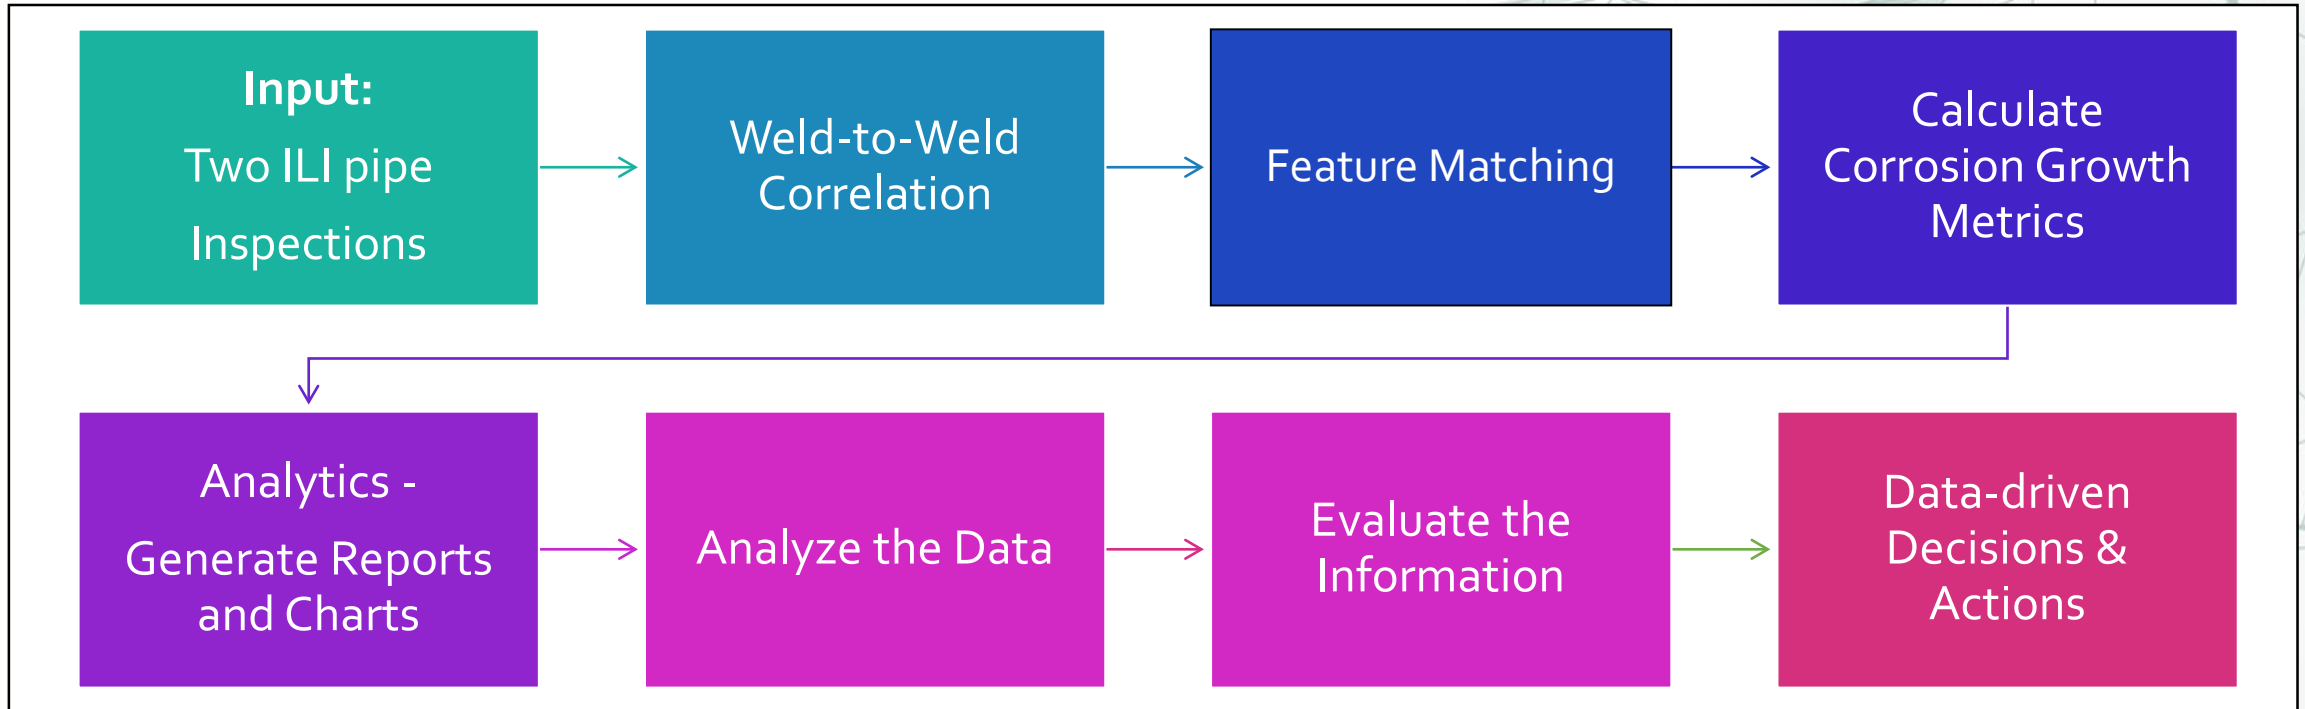 Input:
Two ILI pipe
Inspections
Weld-to-Weld
Correlation
Feature Matching
Calculate
Corrosion Growth
Metrics
Analytics -
Generate Reports
and Charts
Analyze the Data
Evaluate the
Information
Data-driven
Decisions &
Actions